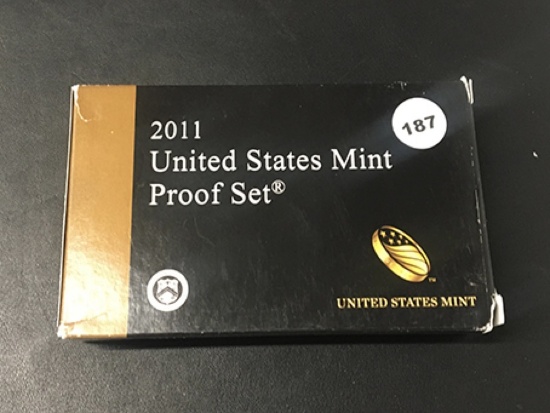 2011
187
United States Mint
Proof Set®
UNITED STATES MINT